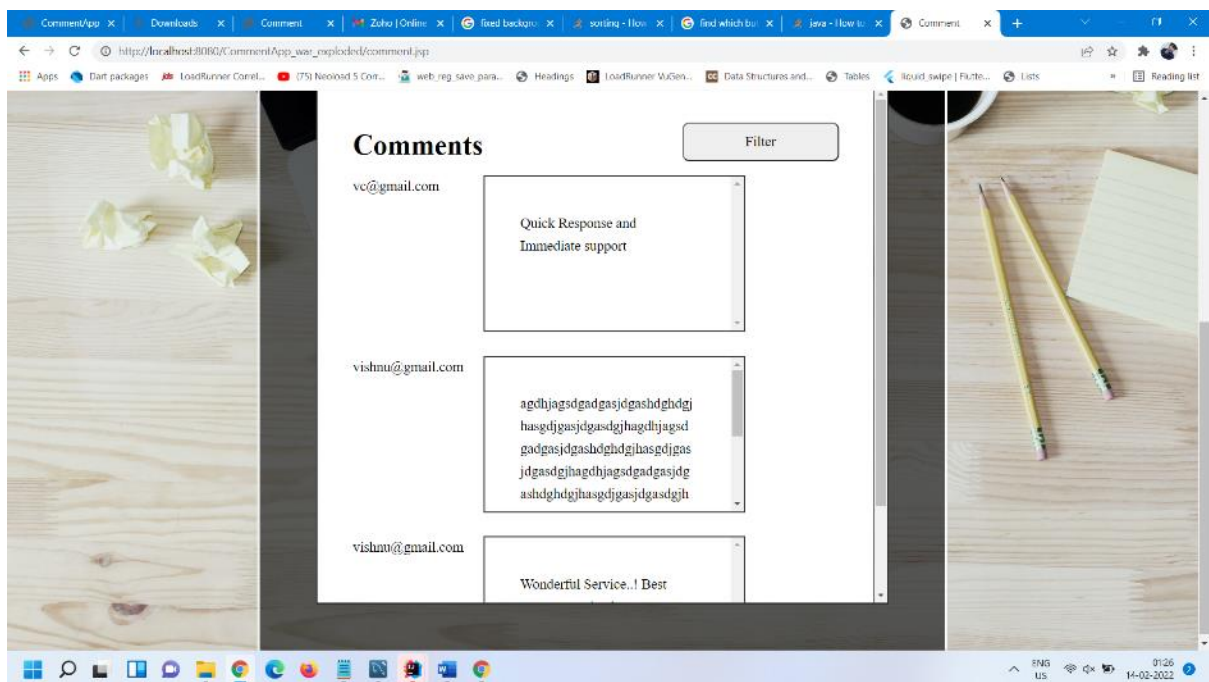 CommentApp
Downloads
Comment
Zoho | Online
fixed backgrou
sorting - How
find which but
java - How to
Comment
http://localhost:8080/CommentApp_war_exploded/comment.jsp
Apps
Dart packages
LoadRunner Correl...
(75) Neoload 5 Corr...
web_reg_save_para...
Headings
LoadRunner VuGen...
Data Structures and...
Tables
liquid_swipe | Flutte...
Lists
»
Reading list
Comments
Filter
vc@gmail.com
Quick Response and
Immediate support
vishnu@gmail.com
agdhjagsdgadgasjdgashdghdgj
hasgdjgasjdgasdgjhagdhjagsd
gadgasjdgashdghdgjhasgdjgas
jdgasdgjhagdhjagsdgadgasjdg
ashdghdgjhasgdjgasjdgasdgjh
vishnu@gmail.com
Wonderful Service..! Best
ENG
US
01:26
14-02-2022
2